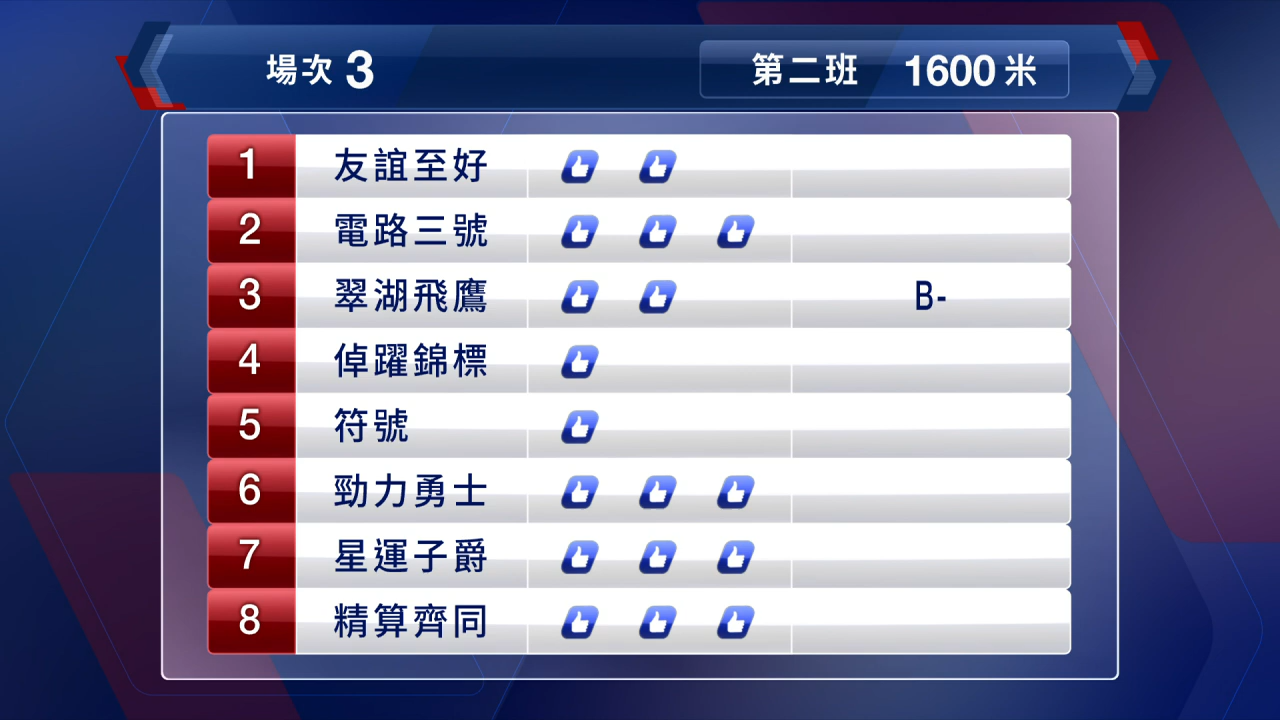 場次 3 第二班 1600 米
1 友誼至好
2 電路三號
3 翠湖飛鷹 B-
4 倬躍錦標
5 符號
6 勁力勇士
7 星運子爵
8 精算齊同